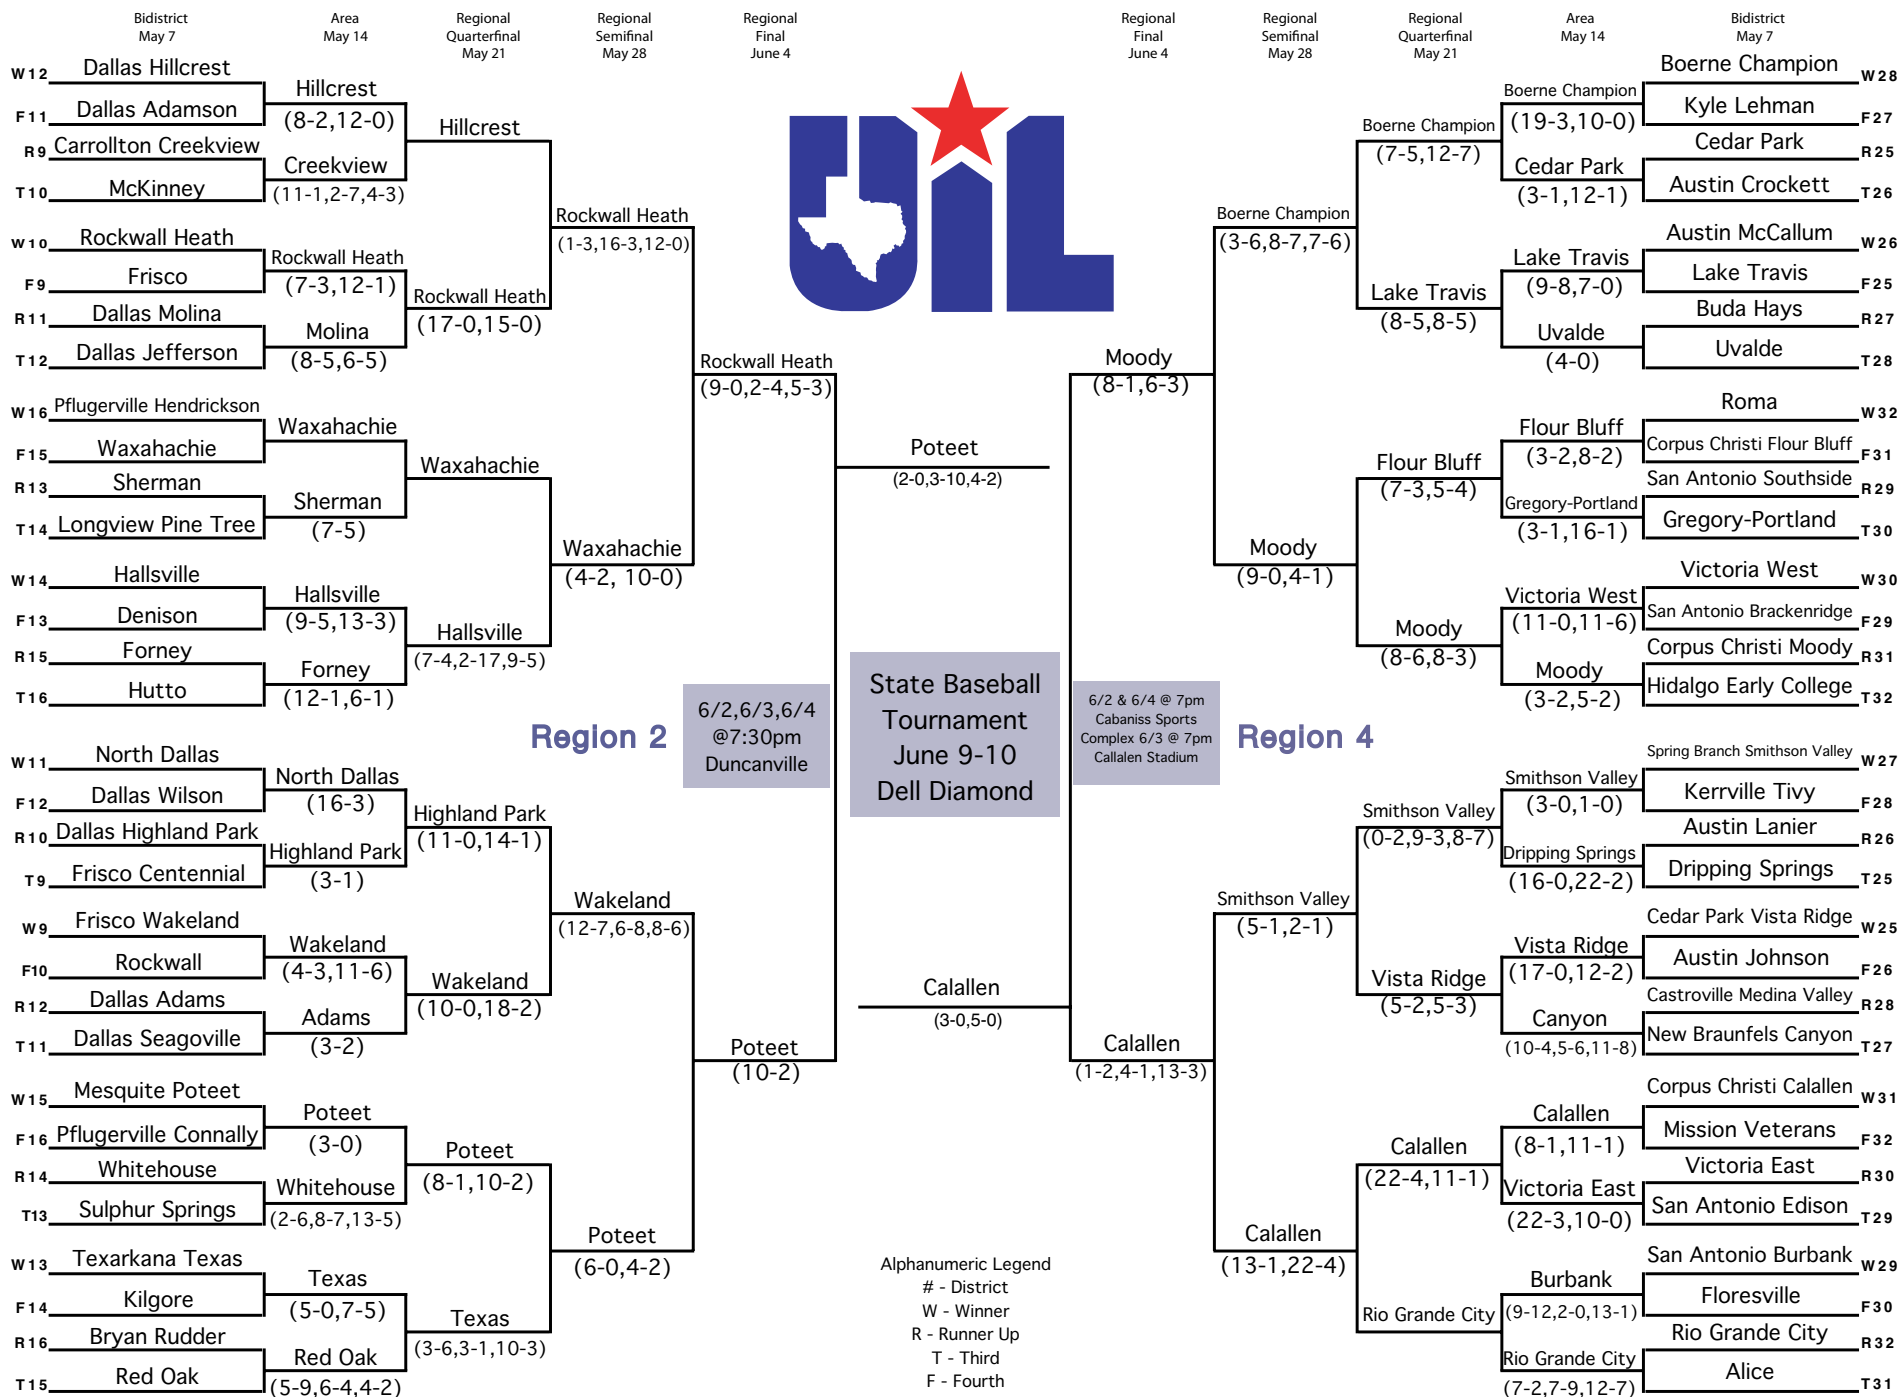 Bidistrict
May 7
Area
May 14
Regional
Quarterfinal
May 21
Regional
Semifinal
May 28
Regional
Final
June 4
Regional
Final
June 4
Regional
Semifinal
May 28
Regional
Quarterfinal
May 21
Area
May 14
Bidistrict
May 7
W12 Dallas Hillcrest
F11 Dallas Adamson
R9 Carrollton Creekview
T10 McKinney
W10 Rockwall Heath
F9 Frisco
R11 Dallas Molina
T12 Dallas Jefferson
W16 Pflugerville Hendrickson
F15 Waxahachie
R13 Sherman
T14 Longview Pine Tree
W14 Hallsville
F13 Denison
R15 Forney
T16 Hutto
W11 North Dallas
F12 Dallas Wilson
R10 Dallas Highland Park
T9 Frisco Centennial
W9 Frisco Wakeland
F10 Rockwall
R12 Dallas Adams
T11 Dallas Seagoville
W15 Mesquite Poteet
F16 Pflugerville Connally
R14 Whitehouse
T13 Sulphur Springs
W13 Texarkana Texas
F14 Kilgore
R16 Bryan Rudder
T15 Red Oak
Hillcrest
(8-2,12-0)
Creekview
(11-1,2-7,4-3)
Rockwall Heath
(7-3,12-1)
Molina
(8-5,6-5)
Waxahachie
Sherman
(7-5)
Hallsville
(9-5,13-3)
Forney
(12-1,6-1)
North Dallas
(16-3)
Highland Park
(3-1)
Wakeland
(4-3,11-6)
Adams
(3-2)
Poteet
(3-0)
Whitehouse
(2-6,8-7,13-5)
Texas
(5-0,7-5)
Red Oak
(5-9,6-4,4-2)
Hillcrest
Rockwall Heath
(17-0,15-0)
Waxahachie
Hallsville
(7-4,2-17,9-5)
Highland Park
(11-0,14-1)
Wakeland
(10-0,18-2)
Poteet
(8-1,10-2)
Texas
(3-6,3-1,10-3)
Rockwall Heath
(1-3,16-3,12-0)
Waxahachie
(4-2, 10-0)
Wakeland
(12-7,6-8,8-6)
Poteet
(6-0,4-2)
Rockwall Heath
(9-0,2-4,5-3)
Poteet
(10-2)
Region 2
6/2,6/3,6/4
@7:30pm
Duncanville
UIL
Poteet
(2-0,3-10,4-2)
State Baseball
Tournament
June 9-10
Dell Diamond
Calallen
(3-0,5-0)
Alphanumeric Legend
# - District
W - Winner
R - Runner Up
T - Third
F - Fourth
6/2 & 6/4 @ 7pm
Cabaniss Sports
Complex 6/3 @ 7pm
Callalen Stadium
Region 4
Moody
(8-1,6-3)
Calallen
(1-2,4-1,13-3)
Boerne Champion
(3-6,8-7,7-6)
Moody
(9-0,4-1)
Smithson Valley
(5-1,2-1)
Calallen
(13-1,22-4)
Boerne Champion
(7-5,12-7)
Lake Travis
(8-5,8-5)
Flour Bluff
(7-3,5-4)
Moody
(8-6,8-3)
Smithson Valley
(0-2,9-3,8-7)
Vista Ridge
(5-2,5-3)
Calallen
(22-4,11-1)
Rio Grande City
Boerne Champion
(19-3,10-0)
Cedar Park
(3-1,12-1)
Lake Travis
(9-8,7-0)
Uvalde
(4-0)
Flour Bluff
(3-2,8-2)
Gregory-Portland
(3-1,16-1)
Victoria West
(11-0,11-6)
Moody
(3-2,5-2)
Smithson Valley
(3-0,1-0)
Dripping Springs
(16-0,22-2)
Vista Ridge
(17-0,12-2)
Canyon
(10-4,5-6,11-8)
Calallen
(8-1,11-1)
Victoria East
(22-3,10-0)
Burbank
(9-12,2-0,13-1)
Rio Grande City
(7-2,7-9,12-7)
Boerne Champion W28
Kyle Lehman F27
Cedar Park R25
Austin Crockett T26
Austin McCallum W26
Lake Travis F25
Buda Hays R27
Uvalde T28
Roma W32
Corpus Christi Flour Bluff F31
San Antonio Southside R29
Gregory-Portland T30
Victoria West W30
San Antonio Brackenridge F29
Corpus Christi Moody R31
Hidalgo Early College T32
Spring Branch Smithson Valley W27
Kerrville Tivy F28
Austin Lanier R26
Dripping Springs T25
Cedar Park Vista Ridge W25
Austin Johnson F26
Castroville Medina Valley R28
New Braunfels Canyon T27
Corpus Christi Calallen W31
Mission Veterans F32
Victoria East R30
San Antonio Edison T29
San Antonio Burbank W29
Floresville F30
Rio Grande City R32
Alice T31